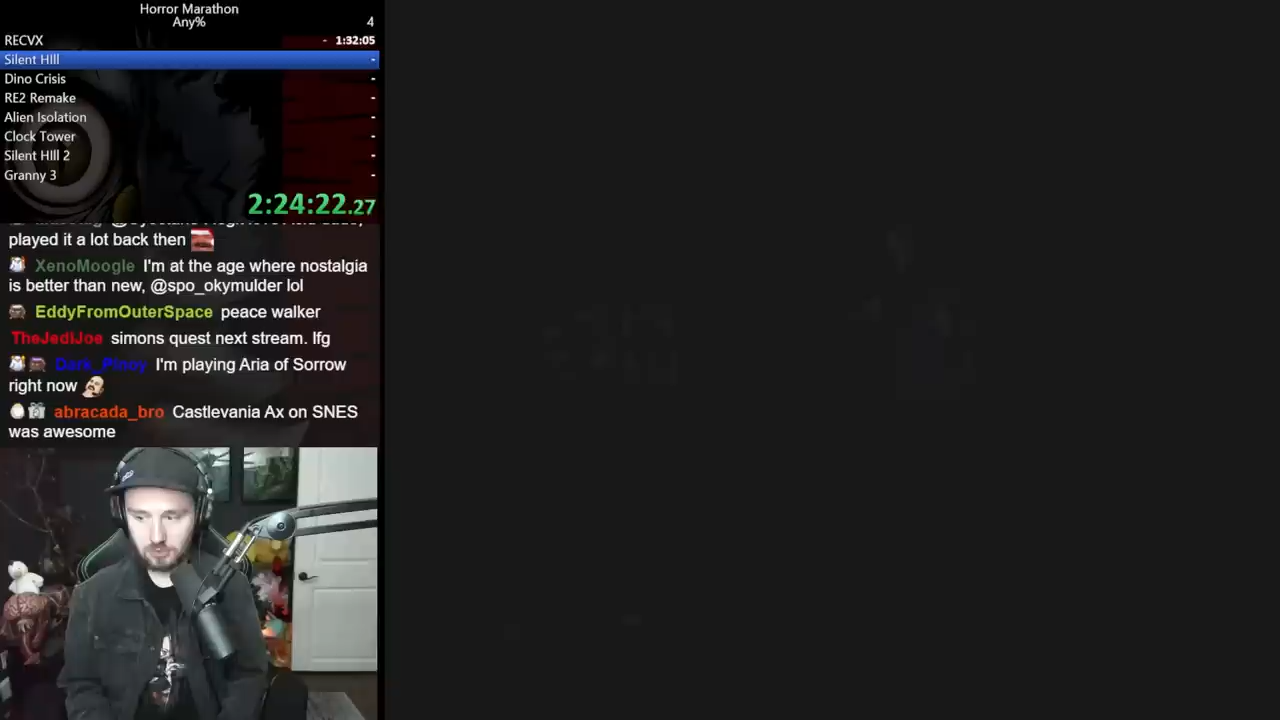 Horror Marathon
Any%
4
RECVX - 1:32:05
Silent HIll -
Dino Crisis -
RE2 Remake -
Alien Isolation -
Clock Tower -
Silent HIll 2 -
Granny 3 -
2:24:22.27
played it a lot back then
XenoMoogle I'm at the age where nostalgia
is better than new, @spo_okymulder lol
EddyFromOuterSpace peace walker
TheJediJoe simons quest next stream. lfg
Dark_Pinoy I'm playing Aria of Sorrow
right now
abracada_bro Castlevania Ax on SNES
was awesome